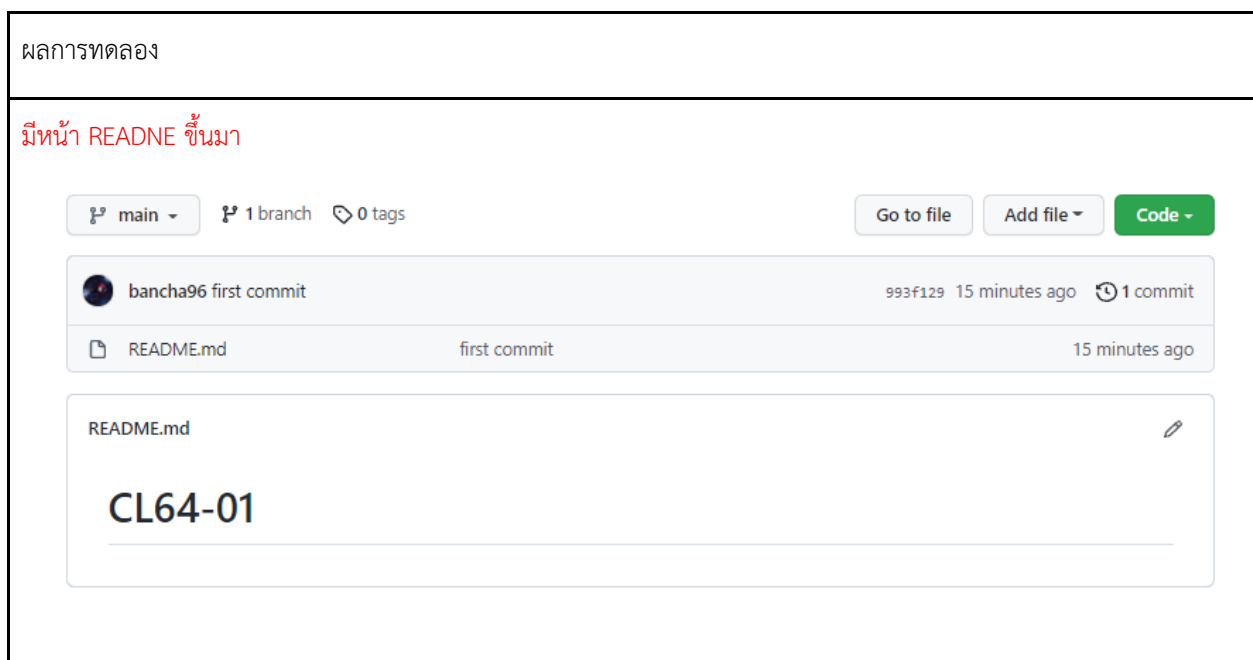 ผลการทดลอง
มีหน้า READNE ขึ้นมา
main 1 branch 0 tags Go to file Add file Code
bancha96 first commit 993f129 15 minutes ago 1 commit
README.md first commit 15 minutes ago
README.md
CL64-01